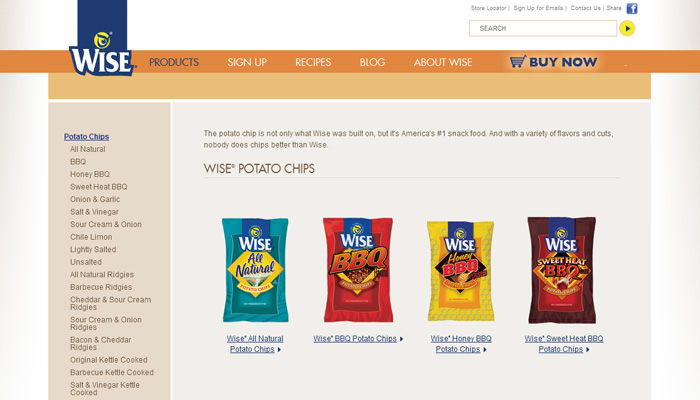 Store Locator | Sign Up for Emails | Contact Us | Share
SEARCH
WISE
PRODUCTS SIGN UP RECIPES BLOG ABOUT WISE BUY NOW
Potato Chips
All Natural
BBQ
Honey BBQ
Sweet Heat BBQ
Onion & Garlic
Salt & Vinegar
Sour Cream & Onion
Chile Limon
Lightly Salted
Unsalted
All Natural Ridgies
Barbecue Ridgies
Cheddar & Sour Cream
Ridgies
Sour Cream & Onion
Ridgies
Bacon & Cheddar
Ridgies
Original Kettle Cooked
Barbecue Kettle Cooked
Salt & Vinegar Kettle
Cooked
The potato chip is not only what Wise was built on, but it's America's #1 snack food. And with a variety of flavors and cuts,
nobody does chips better than Wise.
WISE® POTATO CHIPS
WISE
All
Natural
POTATO CHIPS
WISE
BBQ
POTATO CHIPS
WISE
Honey
BBQ
POTATO CHIPS
WISE
SWEET HEAT
BBQ
POTATO CHIPS
Wise® All Natural
Potato Chips
Wise® BBQ Potato Chips
Wise® Honey BBQ
Potato Chips
Wise® Sweet Heat BBQ
Potato Chips